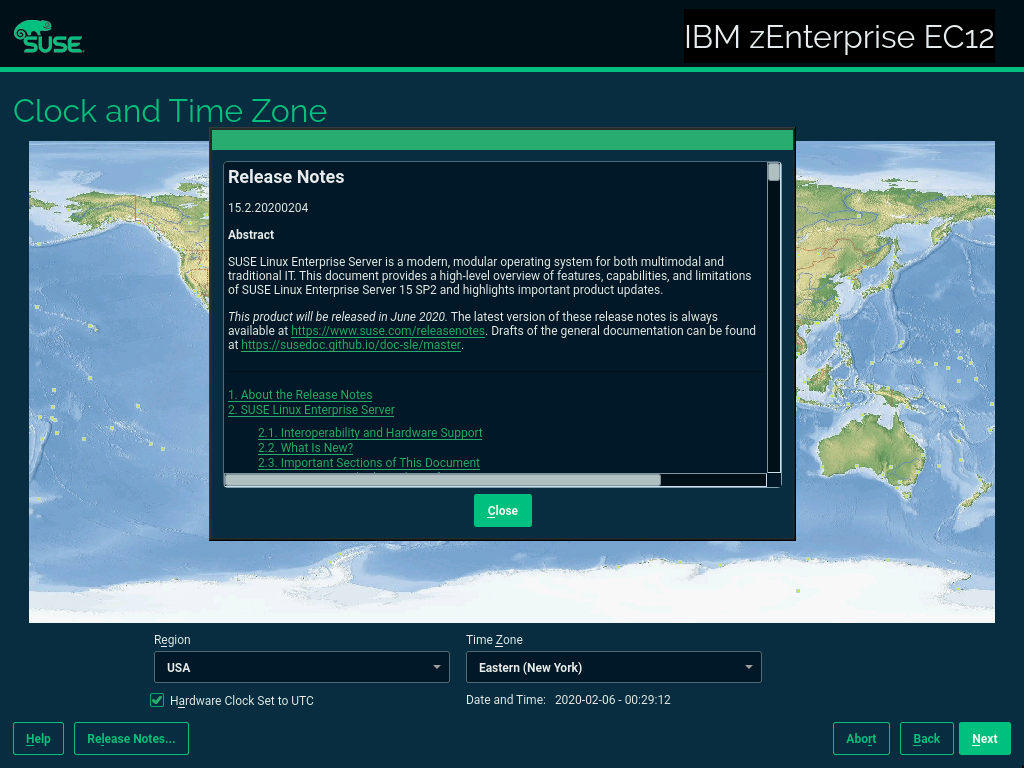 SUSE
IBM zEnterprise EC12
Clock and Time Zone
Release Notes
15.2.20200204
Abstract
SUSE Linux Enterprise Server is a modern, modular operating system for both multimodal and
traditional IT. This document provides a high-level overview of features, capabilities, and limitations
of SUSE Linux Enterprise Server 15 SP2 and highlights important product updates.
This product will be released in June 2020. The latest version of these release notes is always
available at https://www.suse.com/releasenotes. Drafts of the general documentation can be found
at https://susedoc.github.io/doc-sle/master.
1. About the Release Notes
2. SUSE Linux Enterprise Server
2.1. Interoperability and Hardware Support
2.2. What Is New?
2.3. Important Sections of This Document
Close
Region
Time Zone
USA
Eastern (New York)
Hardware Clock Set to UTC
Date and Time: 2020-02-06 - 00:29:12
Help
Release Notes...
Abort
Back
Next